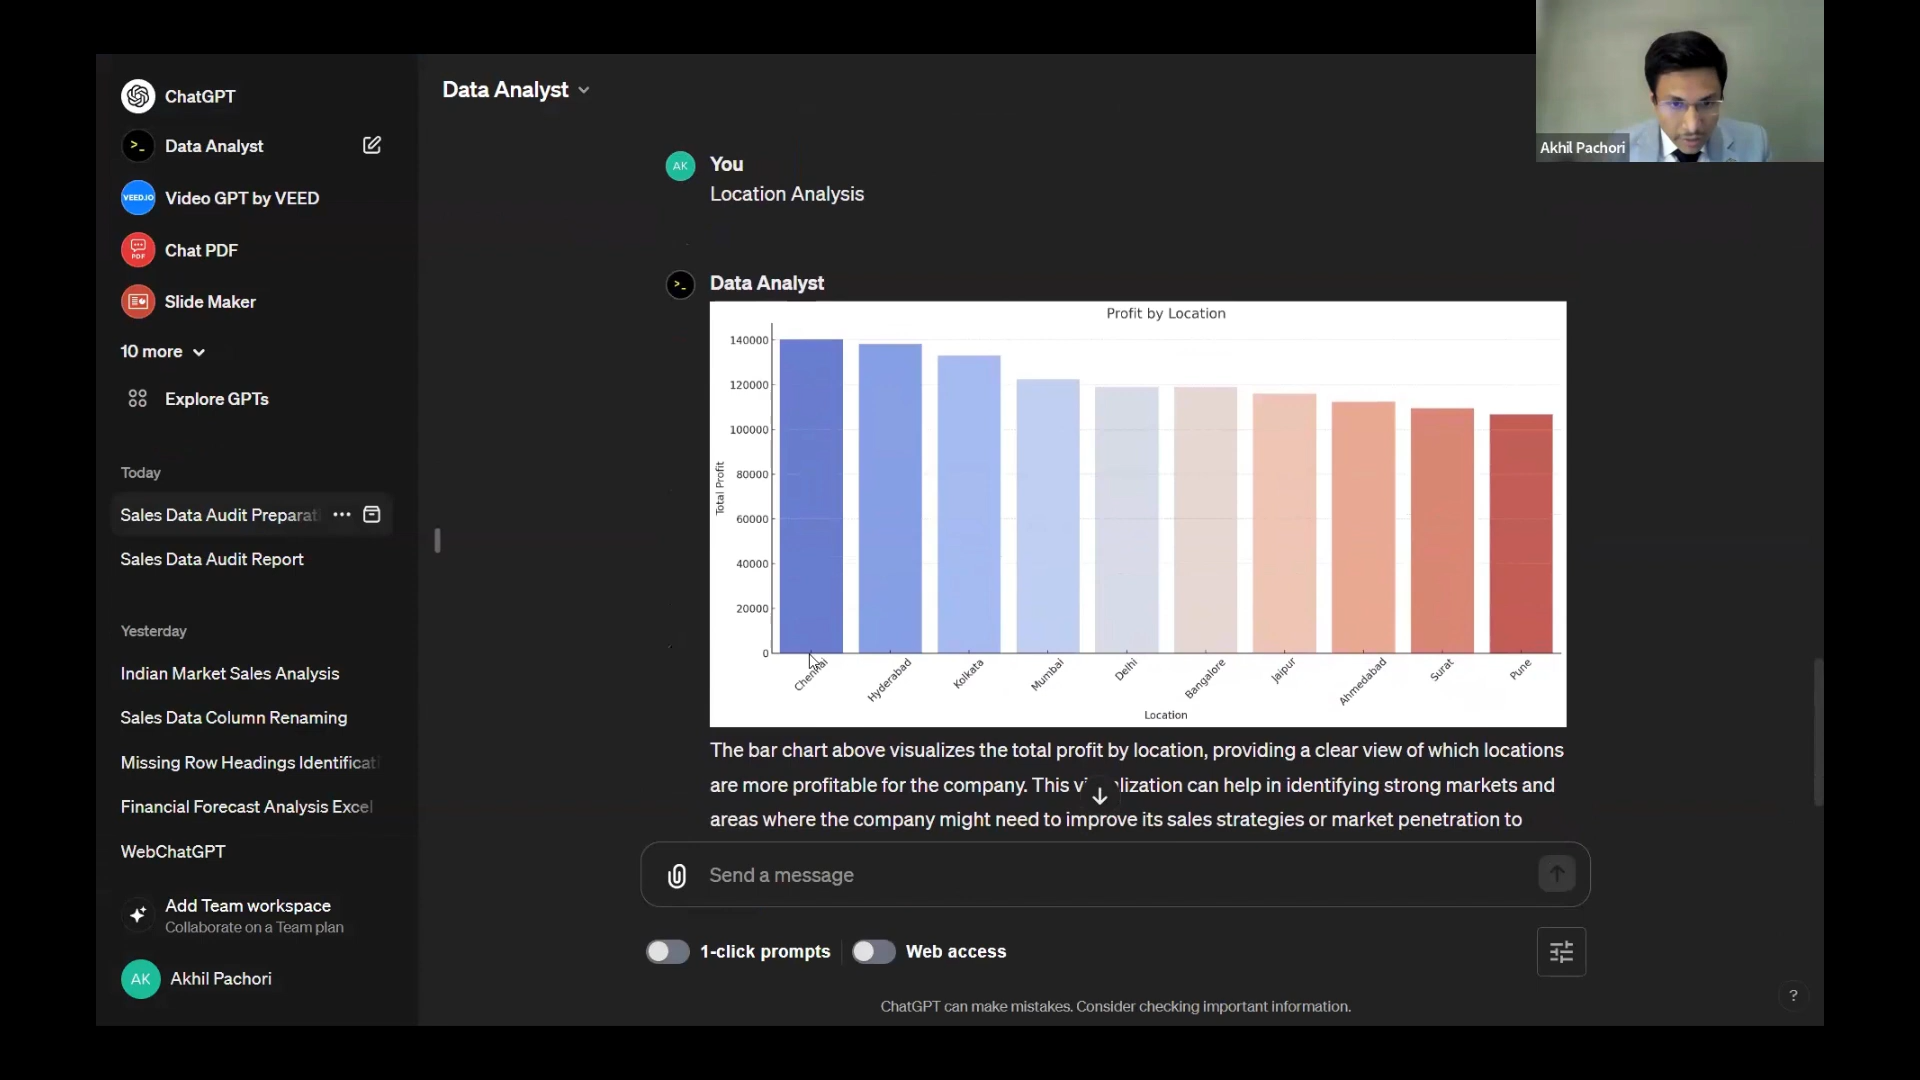 ChatGPT
Data Analyst
VEED.IO
Video GPT by VEED
PDF
Chat PDF
Slide Maker
10 more
Explore GPTs
Today
Sales Data Audit Preparat
Sales Data Audit Report
Yesterday
Indian Market Sales Analysis
Sales Data Column Renaming
Missing Row Headings Identificati
Financial Forecast Analysis Excel
WebChatGPT
Add Team workspace
Collaborate on a Team plan
AK
Akhil Pachori
Data Analyst
AK
You
Location Analysis
Data Analyst
Profit by Location
140000
120000
100000
80000
60000
40000
20000
0
Total Profit
Chennai
Hyderabad
Kolkata
Mumbai
Delhi
Bangalore
Jaipur
Ahmedabad
Surat
Pune
Location
The bar chart above visualizes the total profit by location, providing a clear view of which locations
are more profitable for the company. This vi lization can help in identifying strong markets and
areas where the company might need to improve its sales strategies or market penetration to
Send a message
1-click prompts
Web access
ChatGPT can make mistakes. Consider checking important information.
?
Akhil Pachori